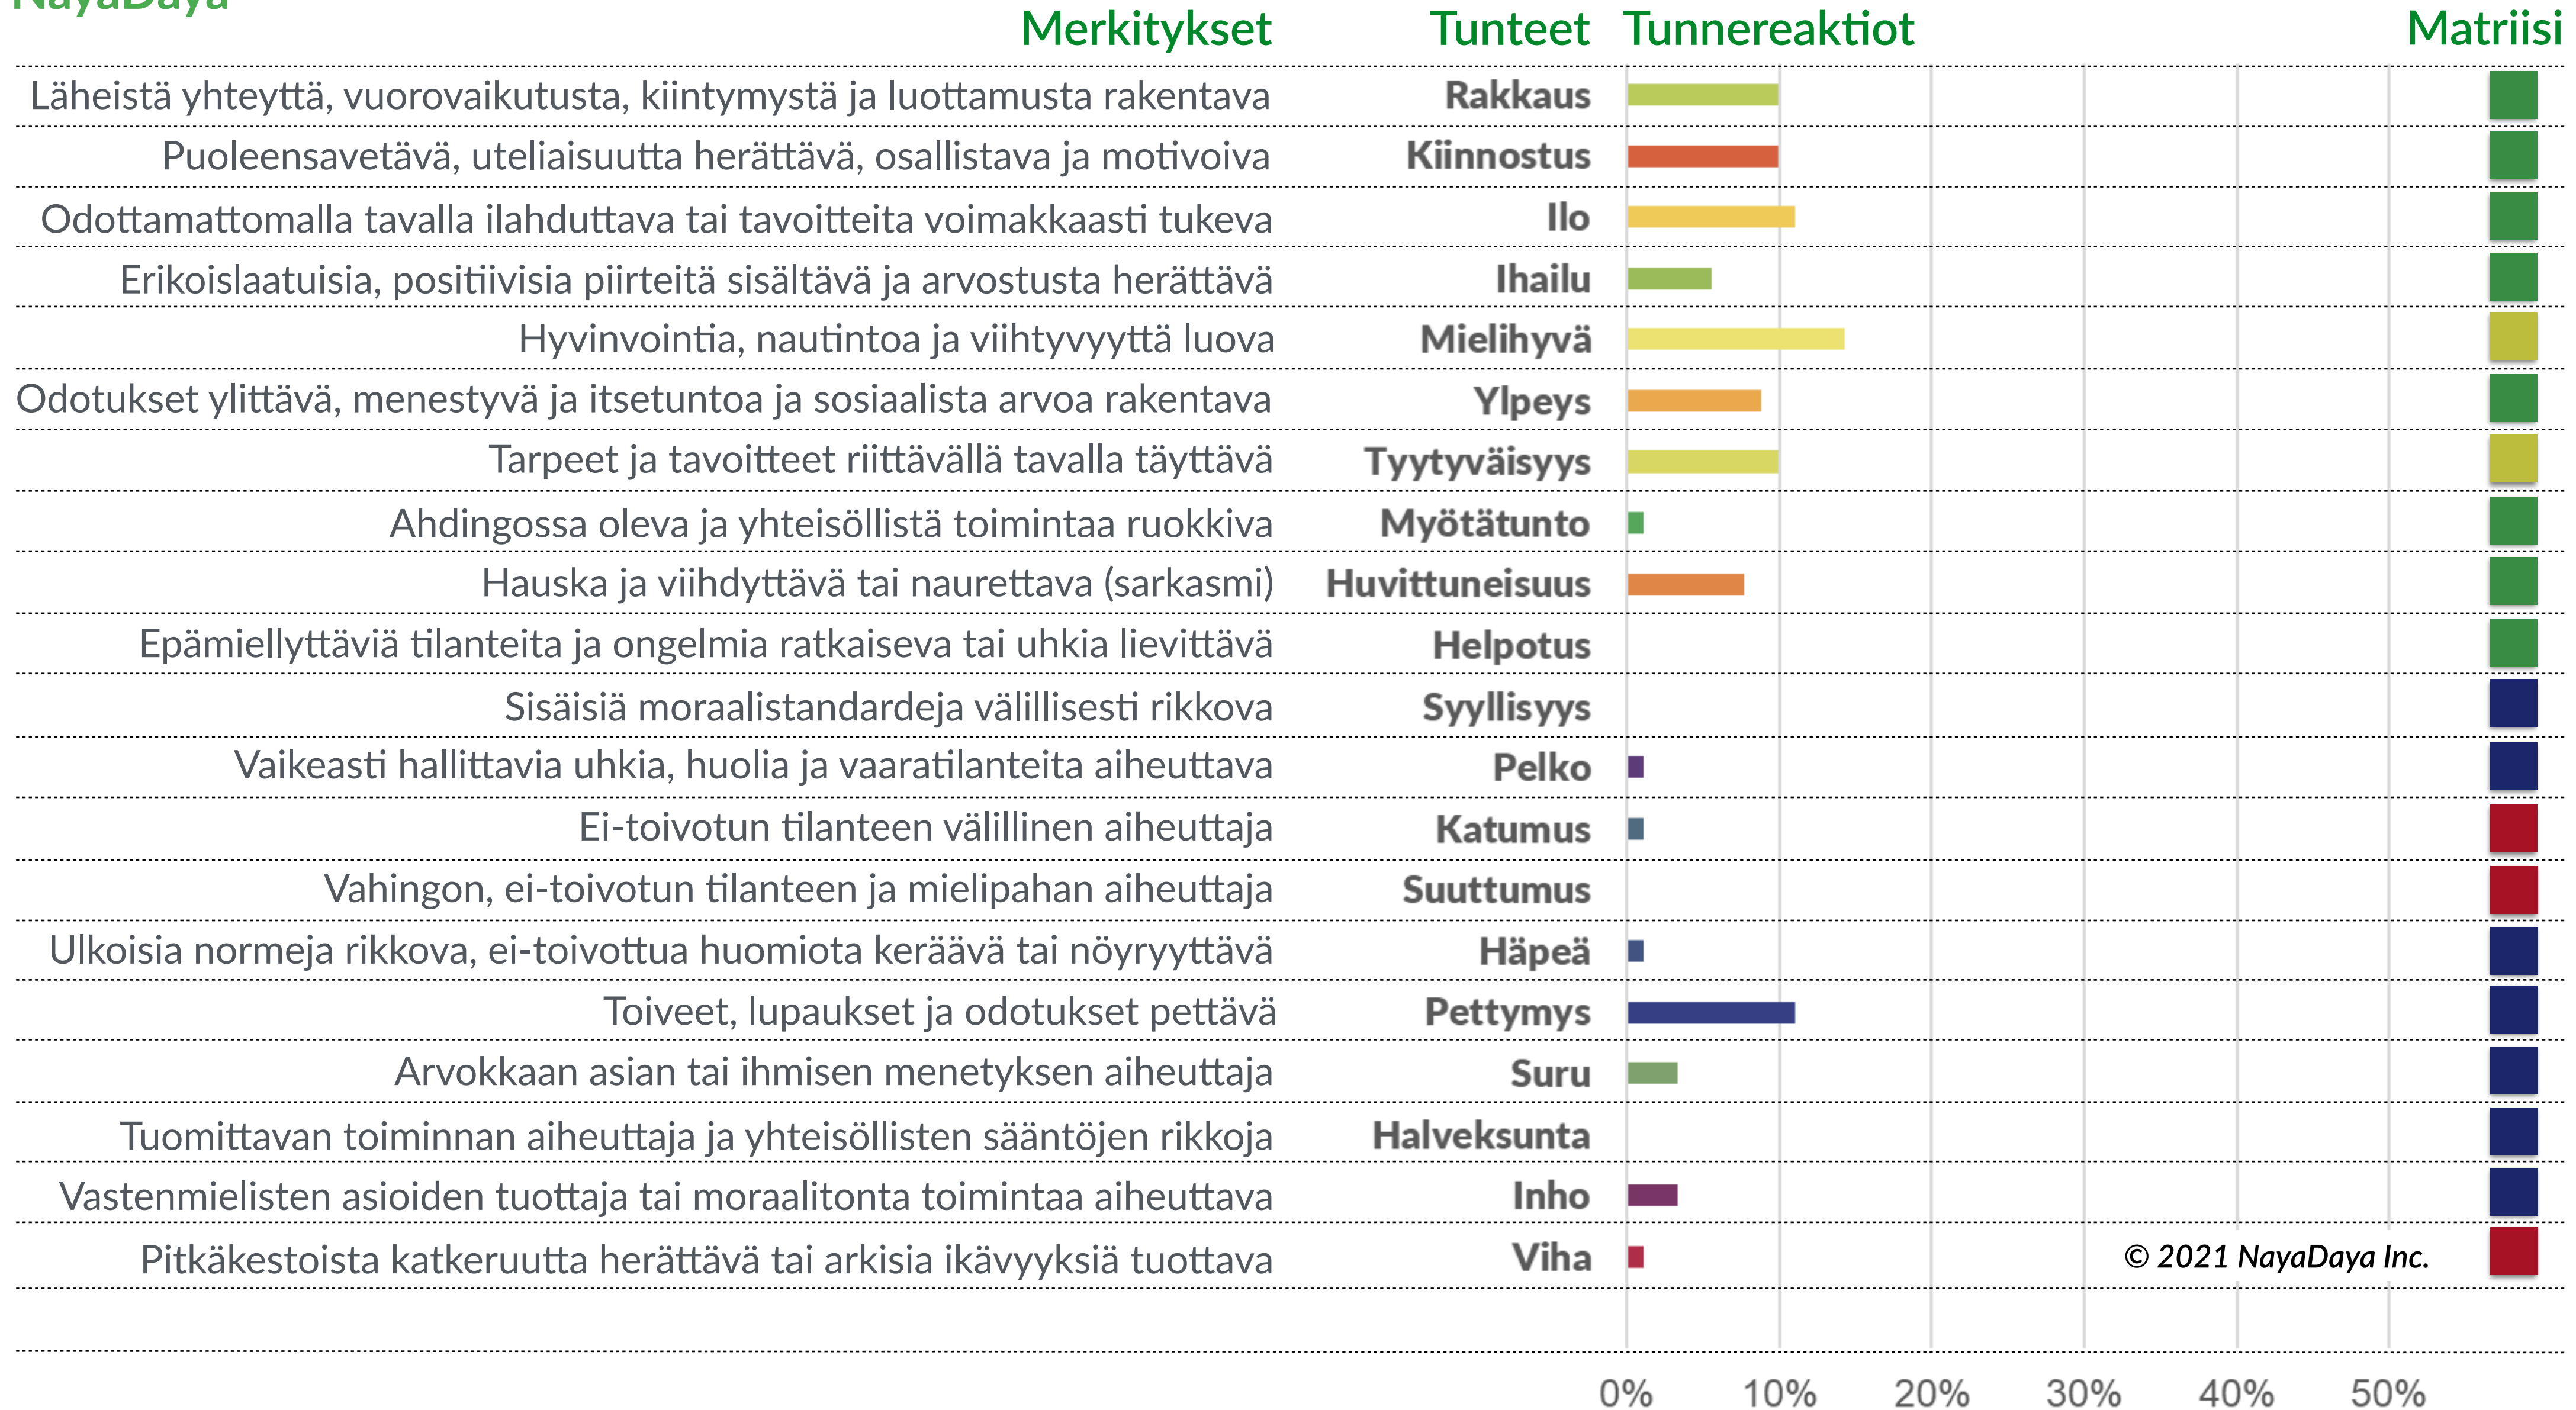 NayaDaya
Merkitykset Tunteet Tunnereaktiot Matriisi
Läheistä yhteyttä, vuorovaikutusta, kiintymystä ja luottamusta rakentava Rakkaus
Puoleensavetävä, uteliaisuutta herättävä, osallistava ja motivoiva Kiinnostus
Odottamattomalla tavalla ilahduttava tai tavoitteita voimakkaasti tukeva Ilo
Erikoislaatuisia, positiivisia piirteitä sisältävä ja arvostusta herättävä Ihailu
Hyvinvointia, nautintoa ja viihtyvyyttä luova Mielihyvä
Odotukset ylittävä, menestyvä ja itsetuntoa ja sosiaalista arvoa rakentava Ylpeys
Tarpeet ja tavoitteet riittävällä tavalla täyttävä Tyytyväisyys
Ahdingossa oleva ja yhteisöllistä toimintaa ruokkiva Myötätunto
Hauska ja viihdyttävä tai naurettava (sarkasmi) Huvittuneisuus
Epämiellyttäviä tilanteita ja ongelmia ratkaiseva tai uhkia lievittävä Helpotus
Sisäisiä moraalistandardeja välillisesti rikkova Syyllisyys
Vaikeasti hallittavia uhkia, huolia ja vaaratilanteita aiheuttava Pelko
Ei-toivotun tilanteen välillinen aiheuttaja Katumus
Vahingon, ei-toivotun tilanteen ja mielipahan aiheuttaja Suuttumus
Ulkoisia normeja rikkova, ei-toivottua huomiota keräävä tai nöyryyttävä Häpeä
Toiveet, lupaukset ja odotukset pettävä Pettymys
Arvokkaan asian tai ihmisen menetyksen aiheuttaja Suru
Tuomittavan toiminnan aiheuttaja ja yhteisöllisten sääntöjen rikkoja Halveksunta
Vastenmielisten asioiden tuottaja tai moraalitonta toimintaa aiheuttava Inho
Pitkäkestoista katkeruutta herättävä tai arkisia ikävyyksiä tuottava Viha © 2021 NayaDaya Inc.
0% 10% 20% 30% 40% 50%